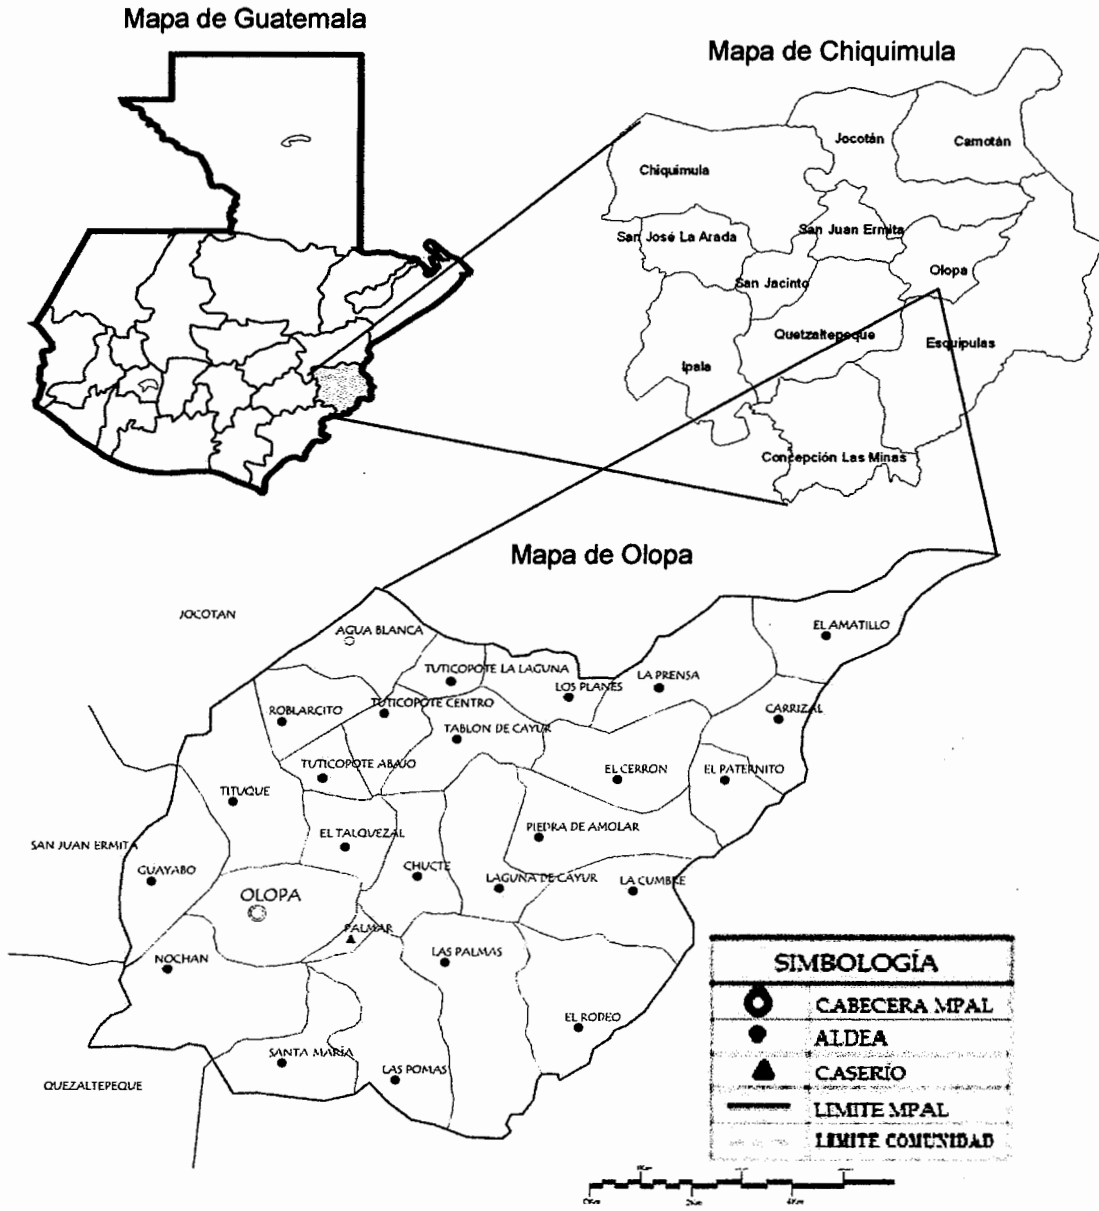 Mapa de Guatemala
Mapa de Chiquimula
Jocotán
Camotán
Chiquimula
San José La Arada
San Juan Ermita
Olopa
San Jacinto
Quetzaltepeque
Esquipulas
Ipala
Concepción Las Minas
Mapa de Olopa
JOCOTAN
AGUA BLANCA
EL AMATILLO
TUTICOPOTE LA LAGUNA
LA PRENSA
LOS PLANES
ROBLARCITO
TUTICOPOTE CENTRO
CARRIZAL
TABLON DE CAYUR
TUTICOPOTE ABAJO
EL CERRON
EL PATERNITO
TITUQUE
EL TALQUEZAL
PIEDRA DE AMOLAR
SAN JUAN ERMITA
GUAYABO
CHUCTE
LAGUNA DE CAYUR
LA CUMBRE
OLOPA
PALMAR
NOCHAN
LAS PALMAS
EL RODEO
SANTA MARÍA
LAS POMAS
QUEZALTEPEQUE
SIMBOLOGÍA
CABECERA MPAL
ALDEA
CASERÍO
LIMITE MPAL
LIMITE COMUNIDAD